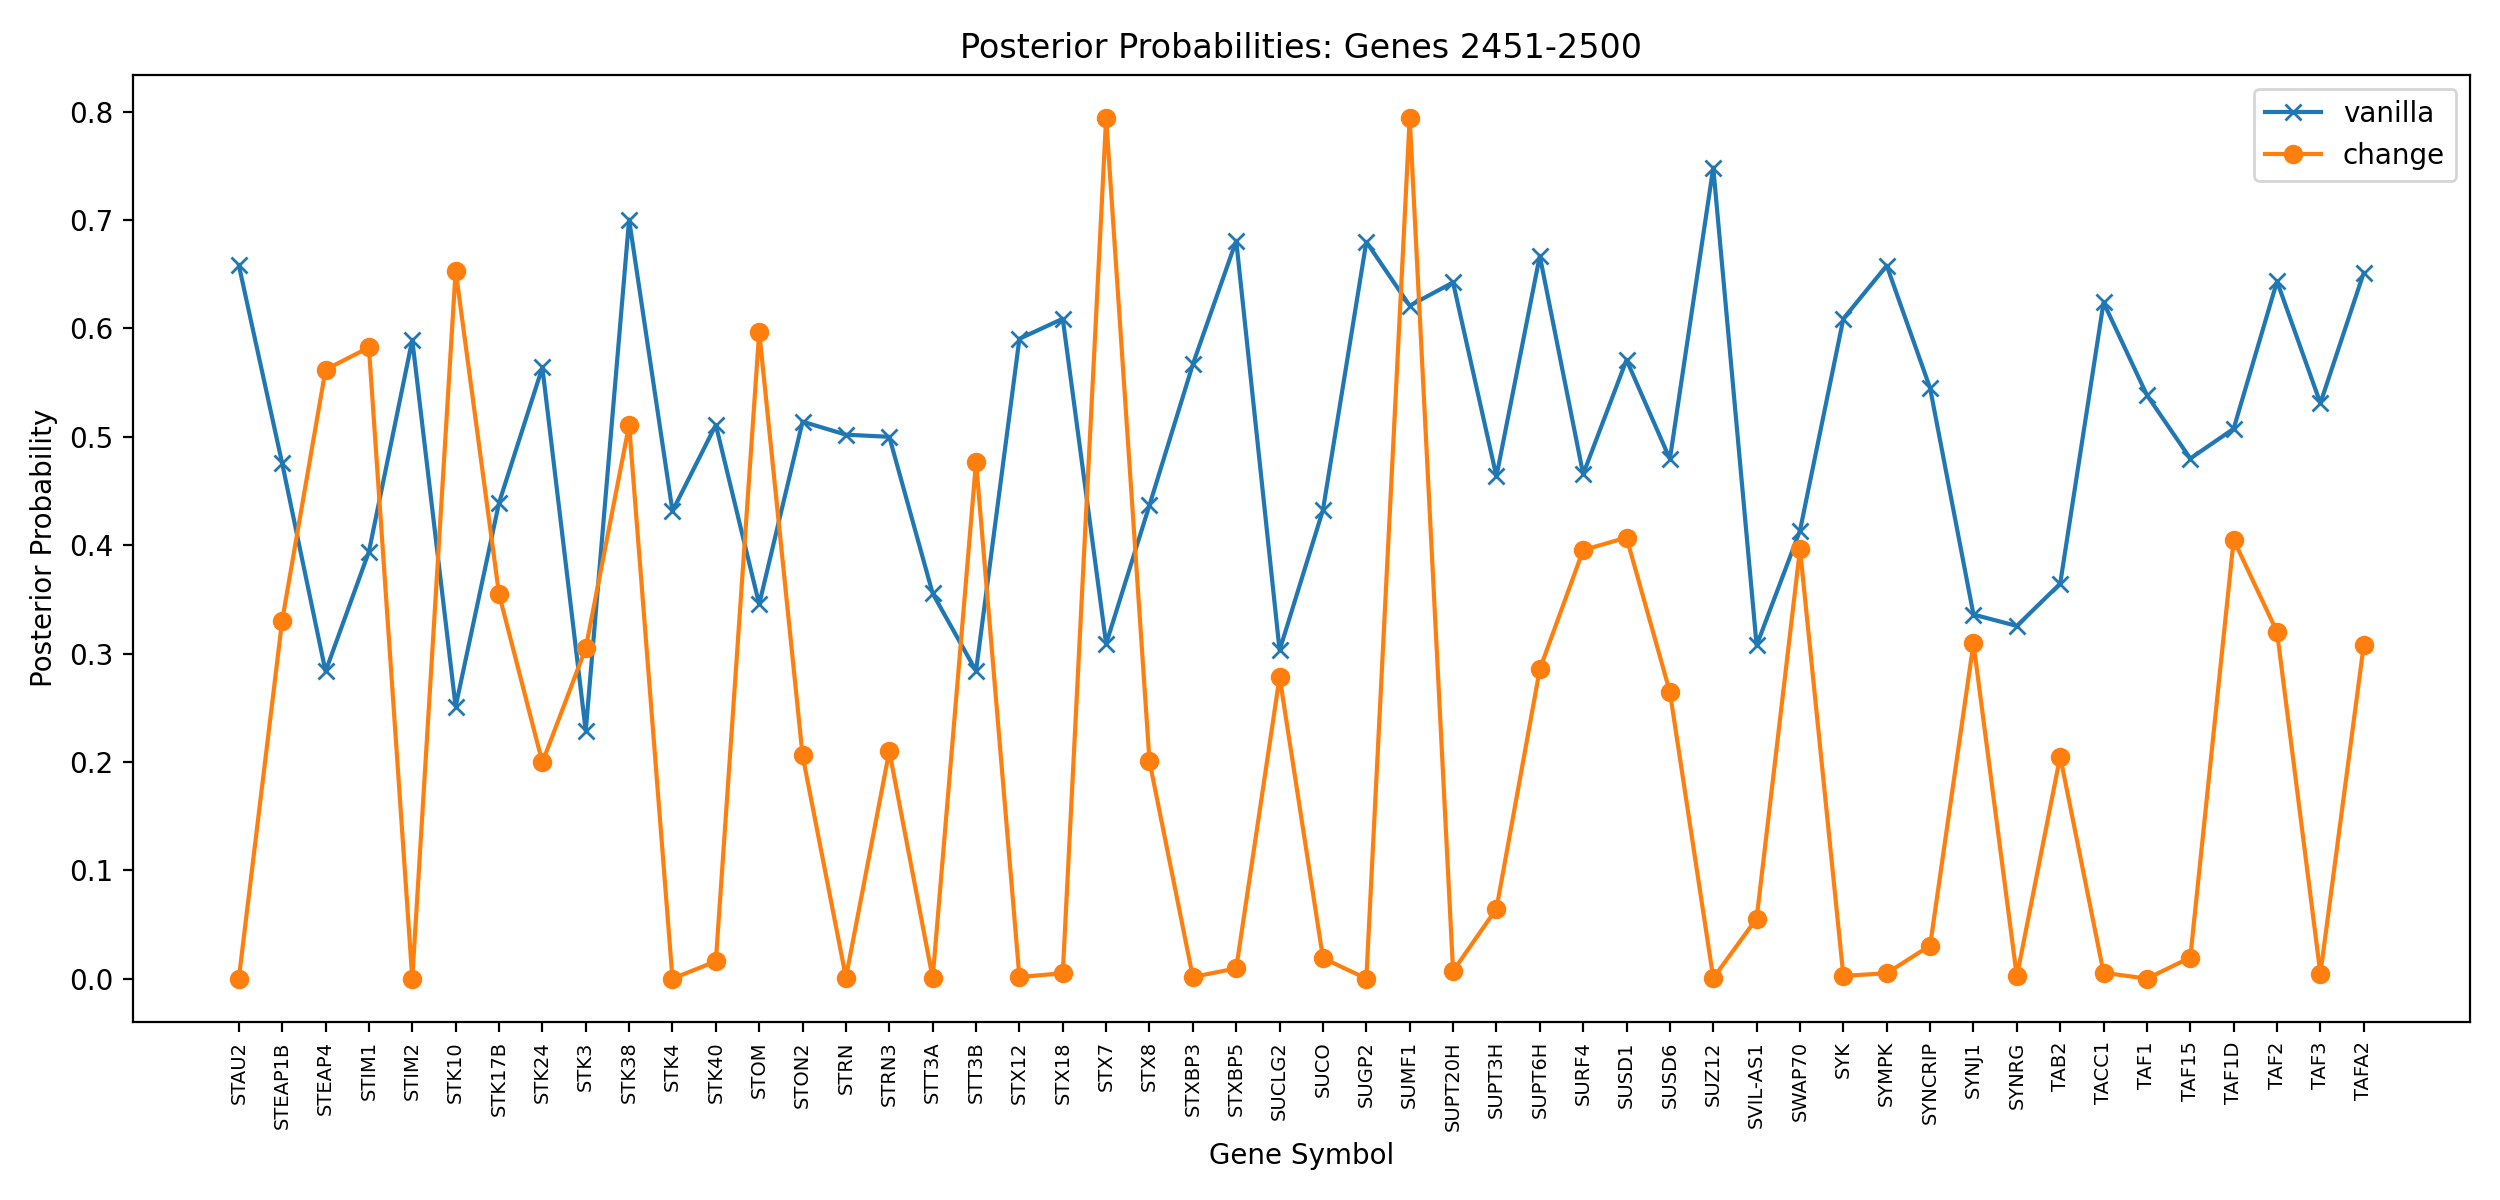 Posterior Probabilities: Genes 2451-2500
vanilla
change
Posterior Probability
0.8
0.7
0.6
0.5
0.4
0.3
0.2
0.1
0.0
STAU2
STEAP1B
STEAP4
STIM1
STIM2
STK10
STK17B
STK24
STK3
STK38
STK4
STK40
STOM
STON2
STRN
STRN3
STT3A
STT3B
STX12
STX18
STX7
STX8
STXBP3
STXBP5
SUCLG2
SUCO
SUGP2
SUMF1
SUPT20H
SUPT3H
SUPT6H
SURF4
SUSD1
SUSD6
SUZ12
SVIL-AS1
SWAP70
SYK
SYMPK
SYNCRIP
SYNJ1
SYNRG
TAB2
TACC1
TAF1
TAF15
TAF1D
TAF2
TAF3
TAFA2
Gene Symbol